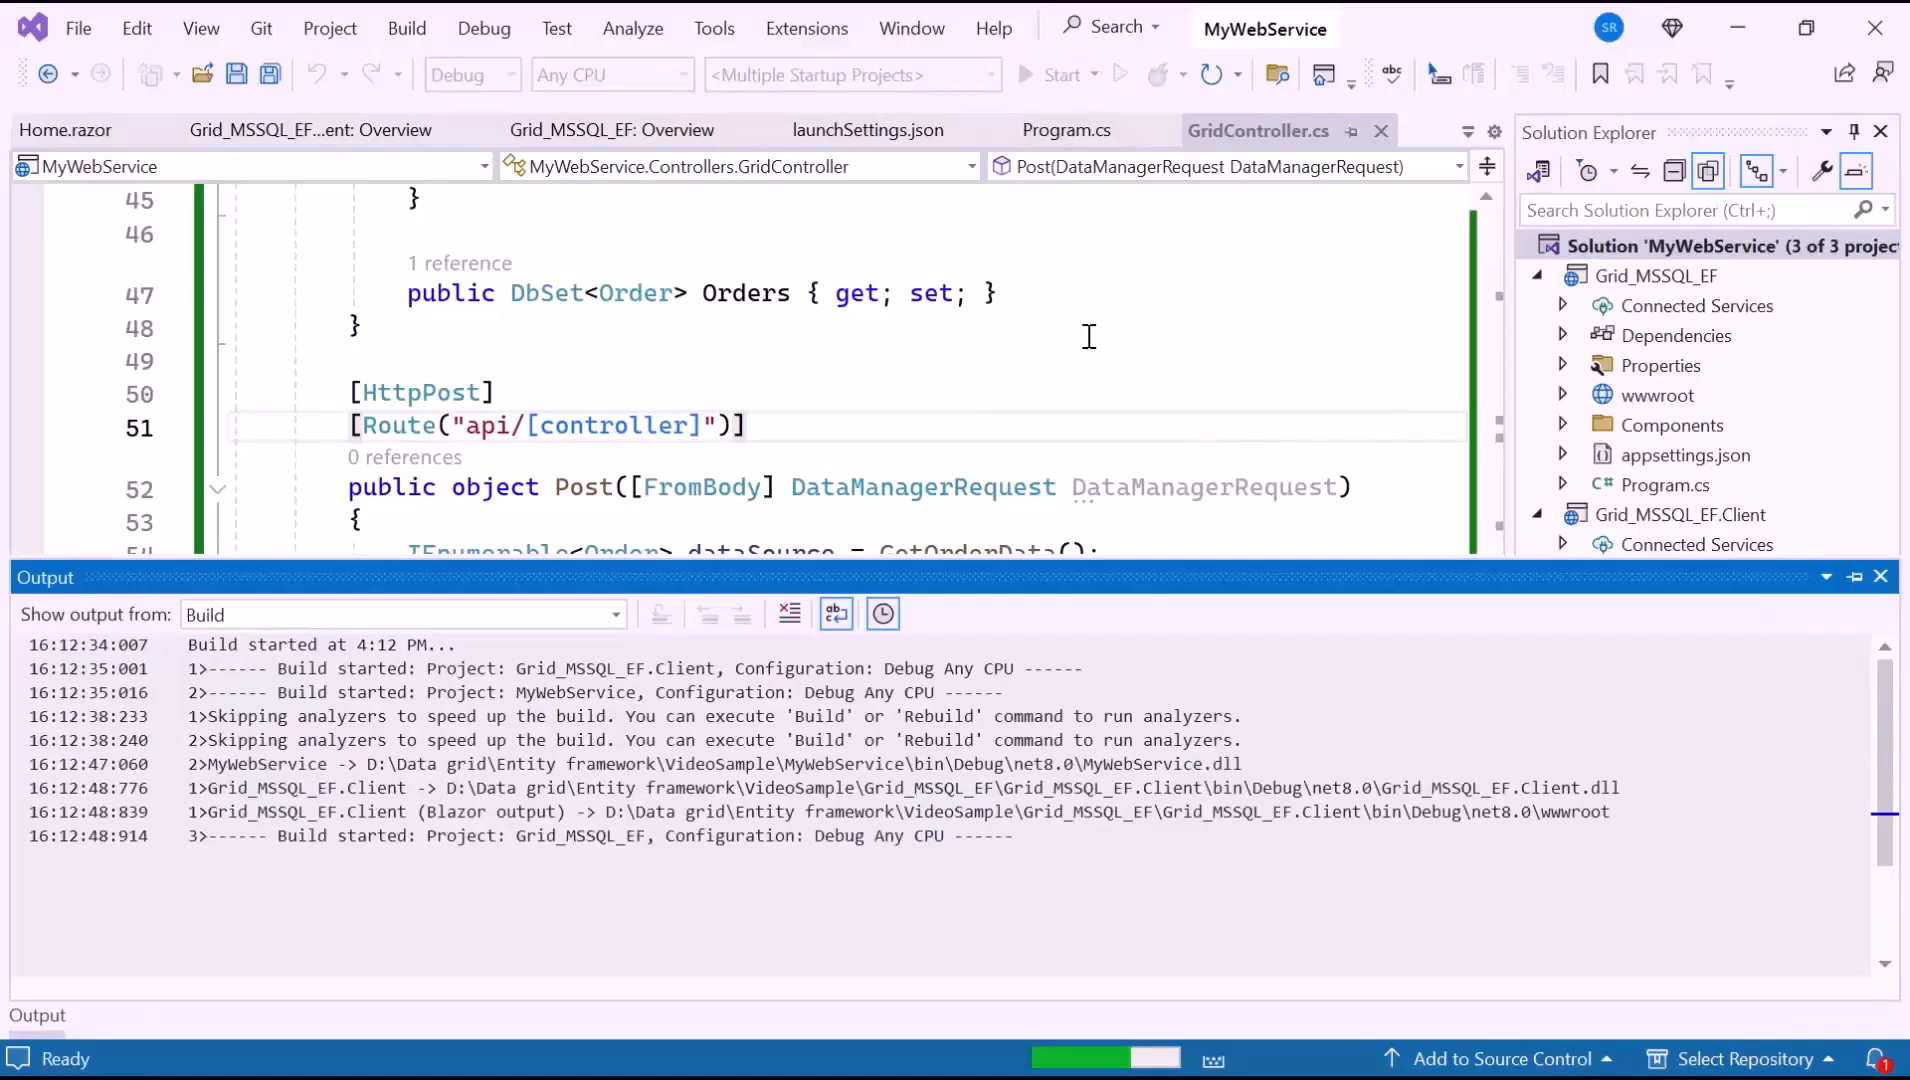 File Edit View Git Project Build Debug Test Analyze Tools Extensions Window Help Search MyWebService SR
Debug Any CPU <Multiple Startup Projects> Start
Home.razor Grid_MSSQL_EF...ent: Overview Grid_MSSQL_EF: Overview launchSettings.json Program.cs GridController.cs
MyWebService MyWebService.Controllers.GridController Post(DataManagerRequest DataManagerRequest)
45 }
46
1 reference
47 public DbSet<Order> Orders { get; set; }
48 }
49
50 [HttpPost]
51 [Route("api/[controller]")]
0 references
52 public object Post([FromBody] DataManagerRequest DataManagerRequest)
53 {
54 IEnumerable<Order> dataSource = GetOrderData();
Solution Explorer
Search Solution Explorer (Ctrl+;)
Solution 'MyWebService' (3 of 3 projec
Grid_MSSQL_EF
Connected Services
Dependencies
Properties
wwwroot
Components
appsettings.json
C# Program.cs
Grid_MSSQL_EF.Client
Connected Services
Output
Show output from: Build
16:12:34:007 Build started at 4:12 PM...
16:12:35:001 1>------ Build started: Project: Grid_MSSQL_EF.Client, Configuration: Debug Any CPU ------
16:12:35:016 2>------ Build started: Project: MyWebService, Configuration: Debug Any CPU ------
16:12:38:233 1>Skipping analyzers to speed up the build. You can execute 'Build' or 'Rebuild' command to run analyzers.
16:12:38:240 2>Skipping analyzers to speed up the build. You can execute 'Build' or 'Rebuild' command to run analyzers.
16:12:47:060 2>MyWebService -> D:\Data grid\Entity framework\VideoSample\MyWebService\bin\Debug\net8.0\MyWebService.dll
16:12:48:776 1>Grid_MSSQL_EF.Client -> D:\Data grid\Entity framework\VideoSample\Grid_MSSQL_EF\Grid_MSSQL_EF.Client\bin\Debug\net8.0\Grid_MSSQL_EF.Client.dll
16:12:48:839 1>Grid_MSSQL_EF.Client (Blazor output) -> D:\Data grid\Entity framework\VideoSample\Grid_MSSQL_EF\Grid_MSSQL_EF.Client\bin\Debug\net8.0\wwwroot
16:12:48:914 3>------ Build started: Project: Grid_MSSQL_EF, Configuration: Debug Any CPU ------
Output
Ready Add to Source Control Select Repository 1